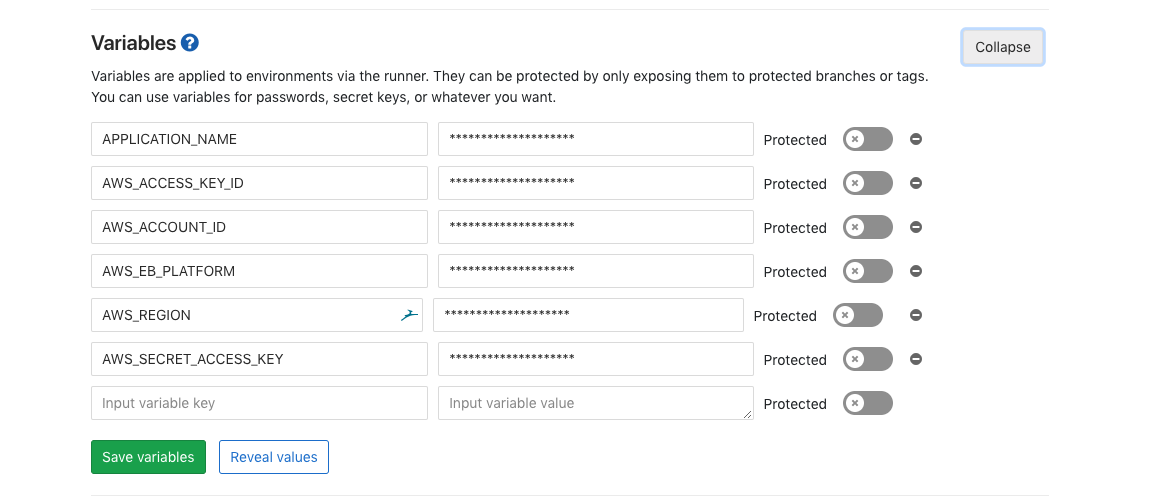 Variables
Collapse
Variables are applied to environments via the runner. They can be protected by only exposing them to protected branches or tags.
You can use variables for passwords, secret keys, or whatever you want.
APPLICATION_NAME ******************** Protected
AWS_ACCESS_KEY_ID ******************** Protected
AWS_ACCOUNT_ID ******************** Protected
AWS_EB_PLATFORM ******************** Protected
AWS_REGION ******************** Protected
AWS_SECRET_ACCESS_KEY ******************** Protected
Input variable key Input variable value Protected
Save variables Reveal values